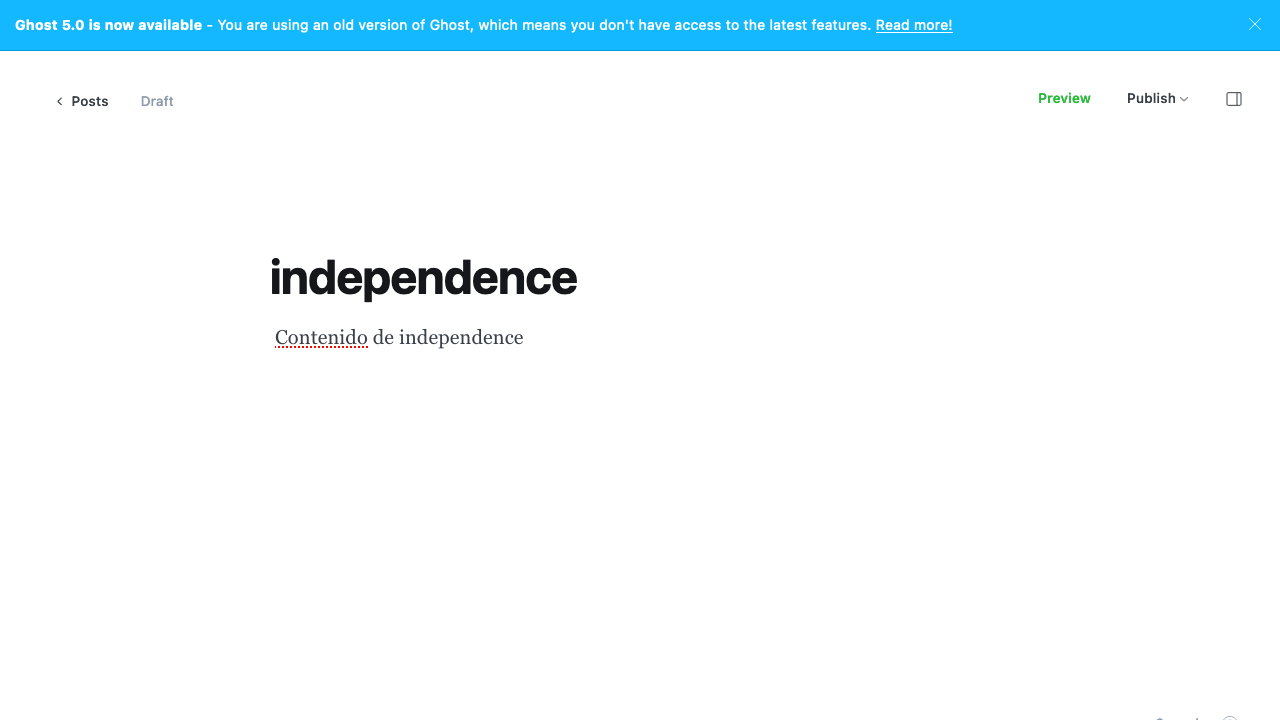 Ghost 5.0 is now available - You are using an old version of Ghost, which means you don't have access to the latest features. Read more!
Posts
Draft
Preview
Publish
independence
Contenido de independence